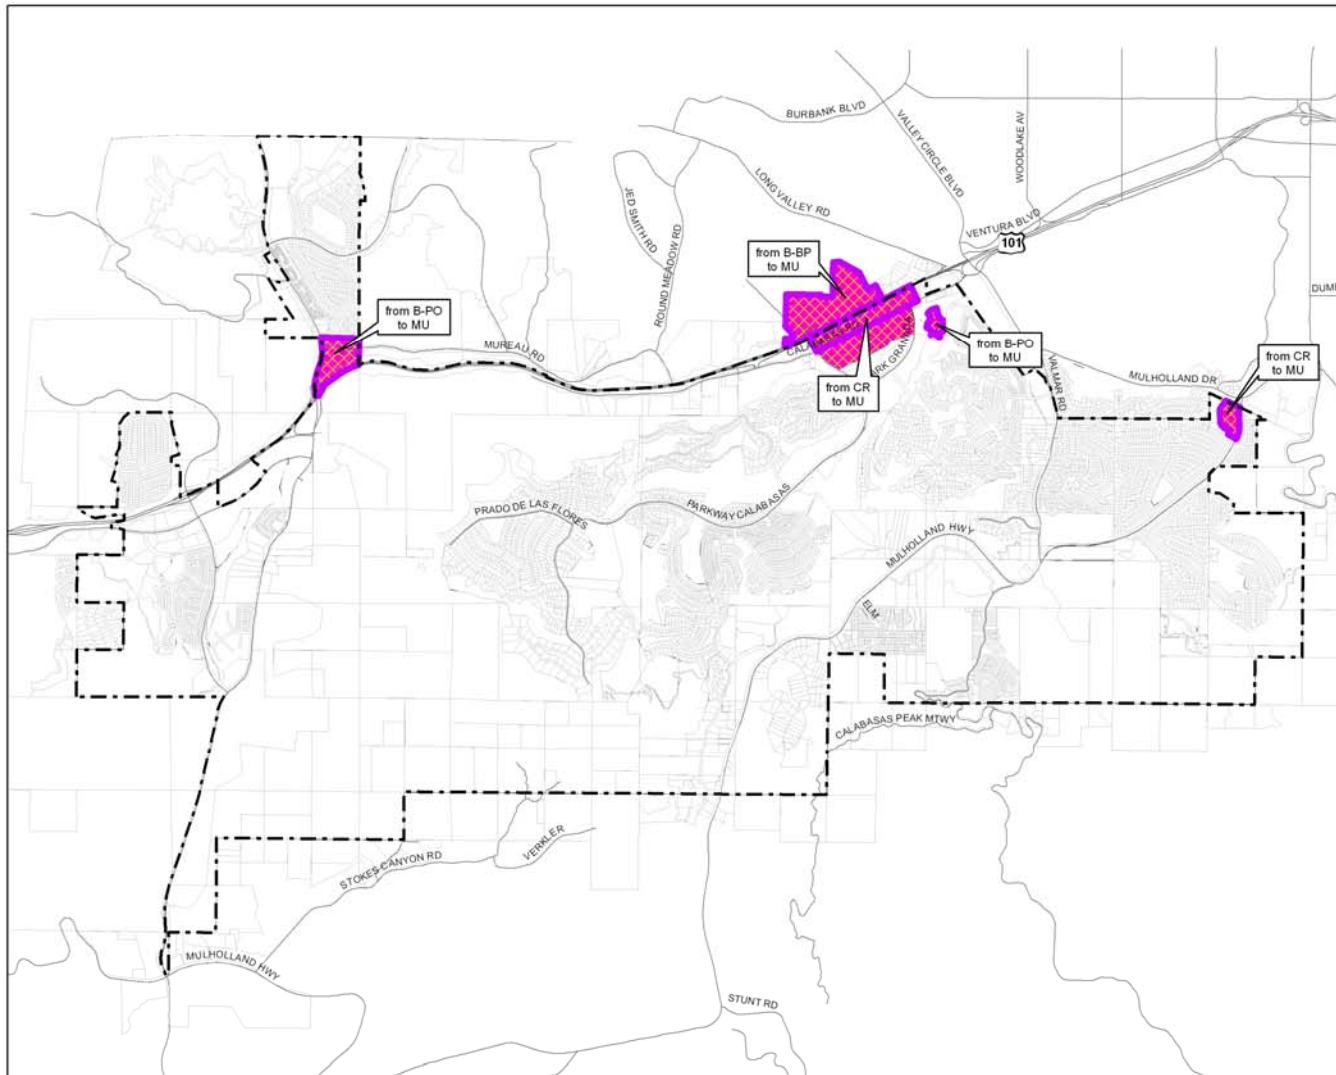 BURBANK BLVD
VALLEY CIRCLE BLVD
WOODLAKE AV
LONG VALLEY RD
JED SMITH RD
ROUND MEADOW RD
VENTURA BLVD
101
from B-BP
to MU
from B-PO
to MU
MUREAU RD
from B-PO
to MU
from CR
to MU
from CR
to MU
MULHOLLAND DR
VALMAR RD
PRADO DE LAS FLORES
PARKWAY CALABASAS
MULHOLLAND HWY
ELM
CALABASAS PEAK MTWY
VERKLER
STOKES CANYON RD
MULHOLLAND HWY
STUNT RD